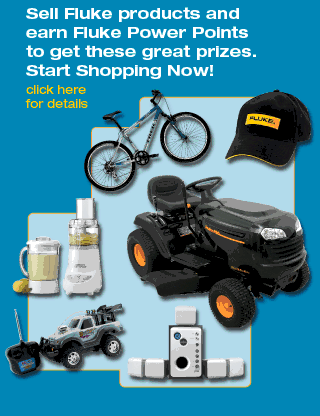 Sell Fluke products and
earn Fluke Power Points
to get these great prizes.
Start Shopping Now!
click here
for details
FLUKE